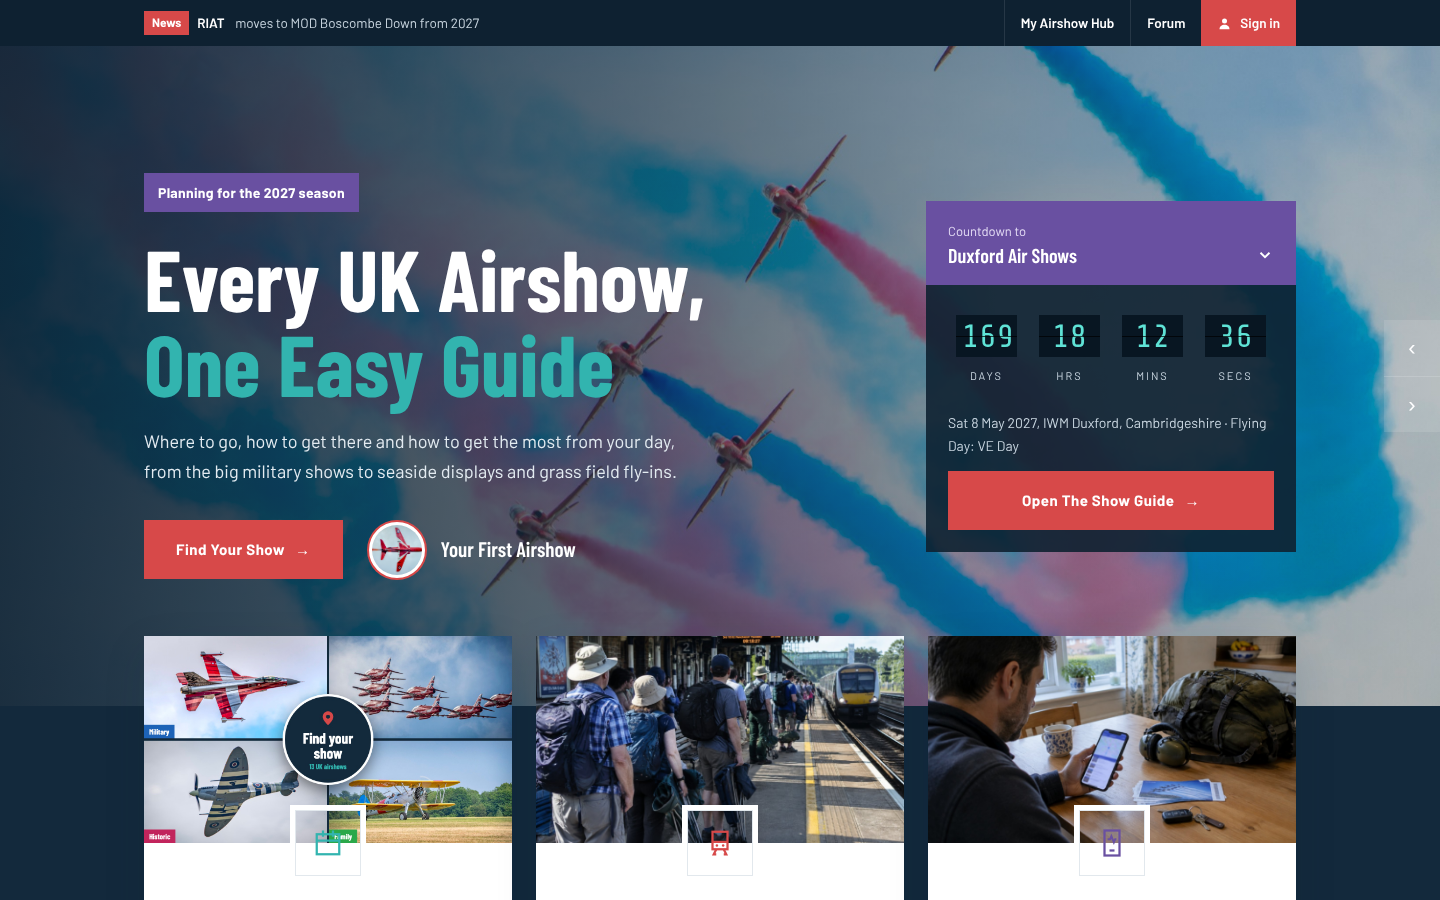 News RIAT moves to MOD Boscombe Down from 2027
My Airshow Hub
Forum
Sign in
Planning for the 2027 season
Every UK Airshow,
One Easy Guide
Where to go, how to get there and how to get the most from your day,
from the big military shows to seaside displays and grass field fly-ins.
Find Your Show →
Your First Airshow
Countdown to
Duxford Air Shows
169 18 12 36
DAYS HRS MINS SECS
Sat 8 May 2027, IWM Duxford, Cambridgeshire · Flying
Day: VE Day
Open The Show Guide →
Military
Find your
show
Historic